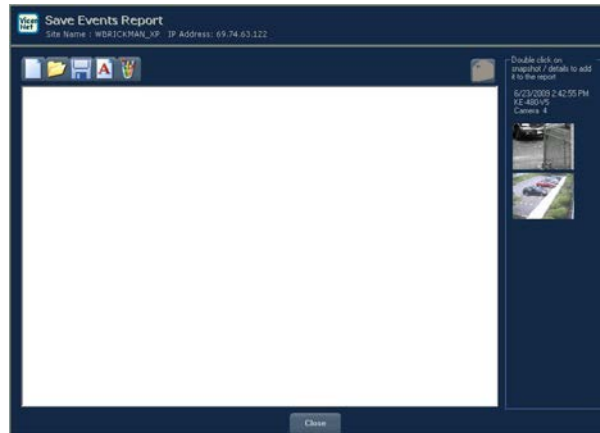 Vicon
Net
Save Events Report
Site Name : WBRICKMAN_XP IP Address: 69.74.63.122
A
Double click on
snapshot / details to add
it to the report
6/23/2009 2:42:55 PM
KE-480-V5
Camera 4
Close